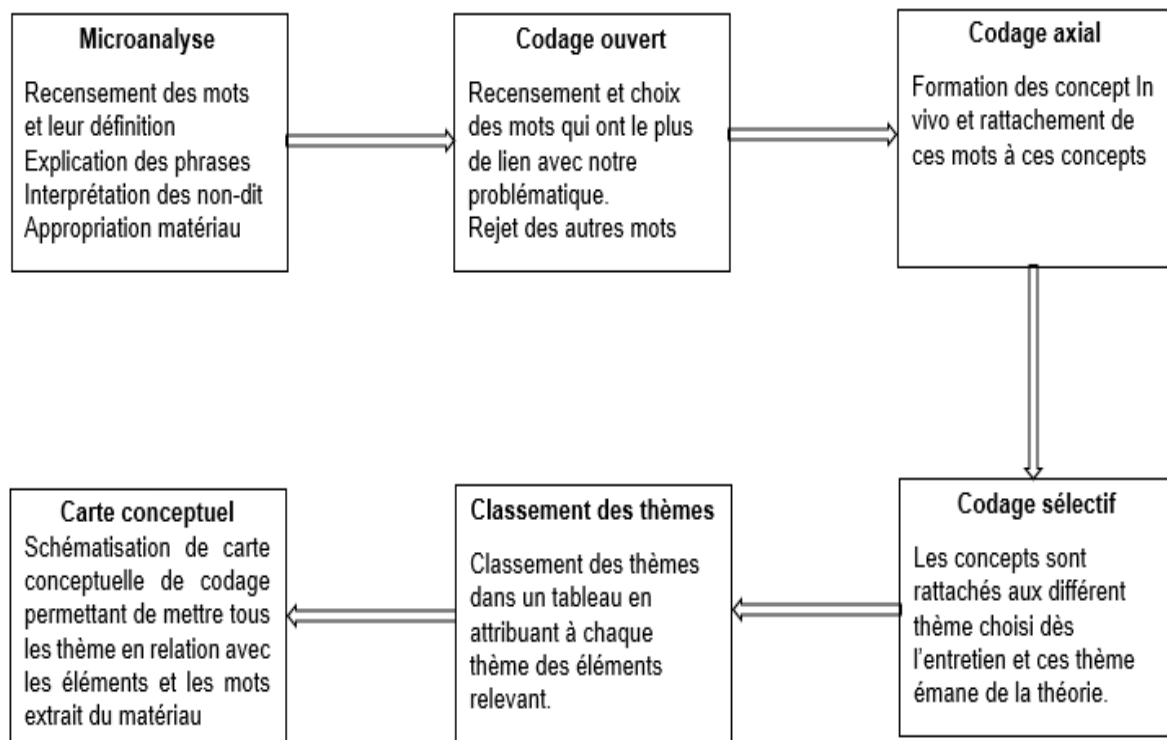 Microanalyse
Recensement des mots
et leur définition
Explication des phrases
Interprétation des non-dit
Appropriation matériau
Codage ouvert
Recensement et choix
des mots qui ont le plus
de lien avec notre
problématique.
Rejet des autres mots
Codage axial
Formation des concept In
vivo et rattachement de
ces mots à ces concepts
Codage sélectif
Les concepts sont
rattachés aux différent
thème choisi dès
l'entretien et ces thème
émane de la théorie.
Classement des thèmes
Classement des thèmes
dans un tableau en
attribuant à chaque
thème des éléments
relevant.
Carte conceptuel
Schématisation de carte
conceptuelle de codage
permettant de mettre tous
les thème en relation avec
les éléments et les mots
extrait du matériau